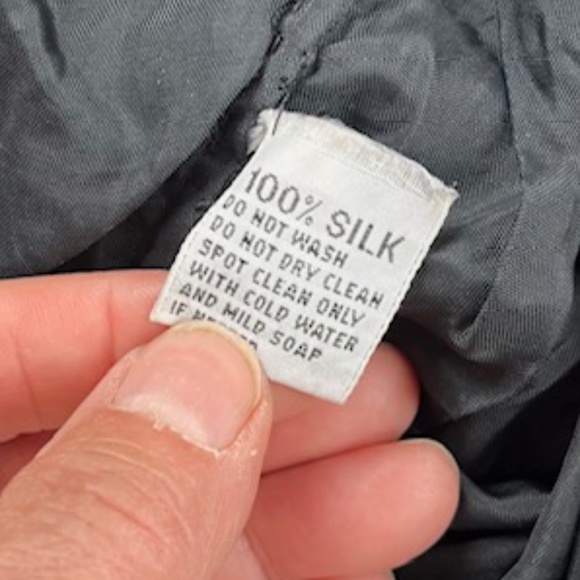 100% SILK
DO NOT WASH
DO NOT DRY CLEAN
SPOT CLEAN ONLY
WITH COLD WATER
AND MILD SOAP
IF